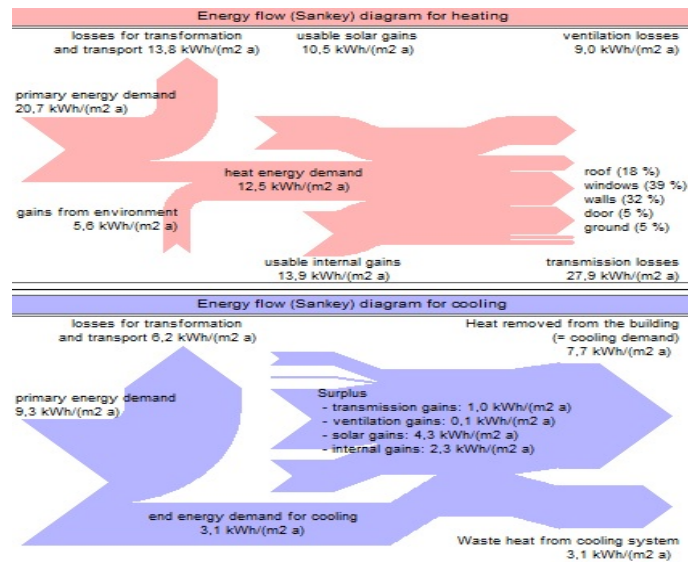 Energy flow (Sankey) diagram for heating
losses for transformation
and transport 13,8 kWh/(m2 a)
usable solar gains
10,5 kWh/(m2 a)
ventilation losses
9,0 kWh/(m2 a)
primary energy demand
20,7 kWh/(m2 a)
heat energy demand
12,5 kWh/(m2 a)
roof (18 %)
windows (39 %)
walls (32 %)
door (5 %)
ground (5 %)
gains from environment
5,6 kWh/(m2 a)
usable internal gains
13,9 kWh/(m2 a)
transmission losses
27,9 kWh/(m2 a)
Energy flow (Sankey) diagram for cooling
losses for transformation
and transport 6,2 kWh/(m2 a)
Heat removed from the building
(= cooling demand)
7,7 kWh/(m2 a)
primary energy demand
9,3 kWh/(m2 a)
Surplus
- transmission gains: 1,0 kWh/(m2 a)
- ventilation gains: 0,1 kWh/(m2 a)
- solar gains: 4,3 kWh/(m2 a)
- internal gains: 2,3 kWh/(m2 a)
end energy demand for cooling
3,1 kWh/(m2 a)
Waste heat from cooling system
3,1 kWh/(m2 a)